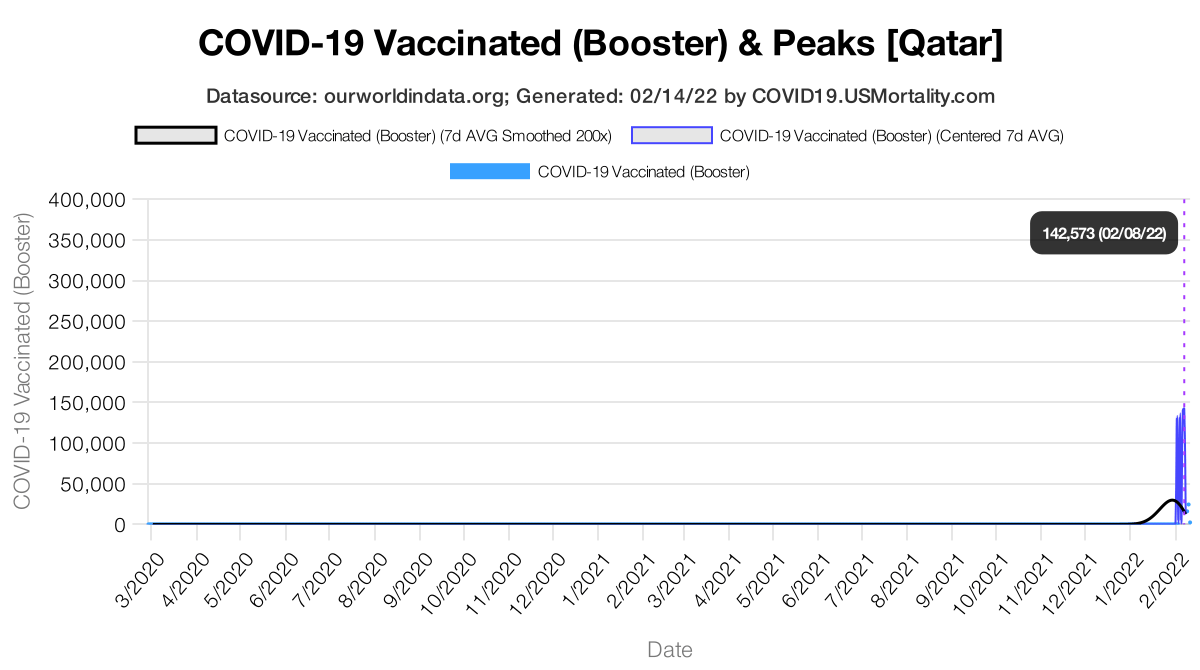 COVID-19 Vaccinated (Booster) & Peaks [Qatar]
Datasource: ourworldindata.org; Generated: 02/14/22 by COVID19.USMortality.com
COVID-19 Vaccinated (Booster) (7d AVG Smoothed 200x) COVID-19 Vaccinated (Booster) (Centered 7d AVG)
COVID-19 Vaccinated (Booster)
COVID-19 Vaccinated (Booster)
400,000
350,000
300,000
250,000
200,000
150,000
100,000
50,000
0
142,573 (02/08/22)
3/2020 4/2020 5/2020 6/2020 7/2020 8/2020 9/2020 10/2020 11/2020 12/2020 1/2021 2/2021 3/2021 4/2021 5/2021 6/2021 7/2021 8/2021 9/2021 10/2021 11/2021 12/2021 1/2022 2/2022
Date